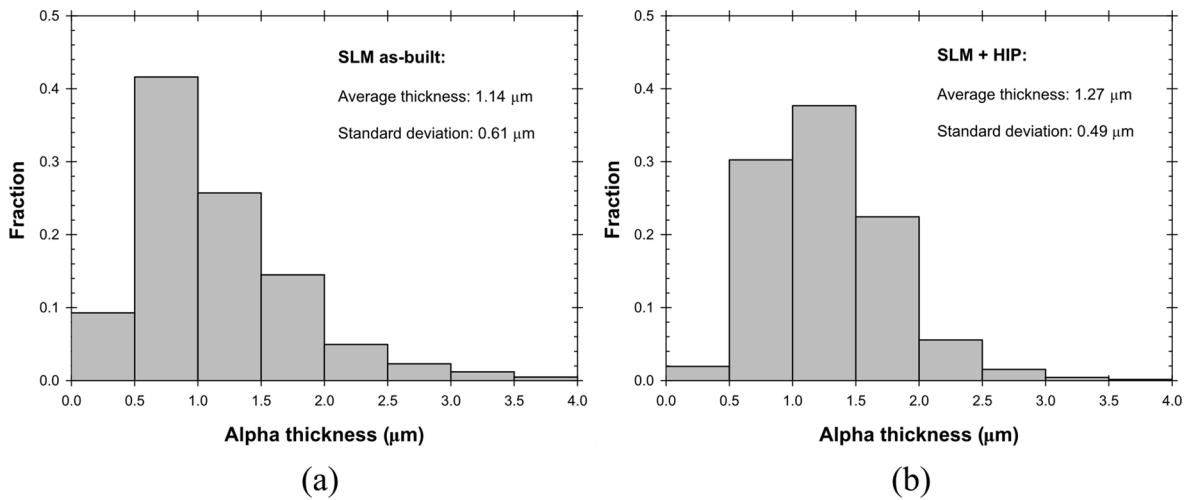 0.5
0.4
0.3
0.2
0.1
0.0
Fraction
SLM as-built:
Average thickness: 1.14 μm
Standard deviation: 0.61 μm
0.0 0.5 1.0 1.5 2.0 2.5 3.0 3.5 4.0
Alpha thickness (μm)
(a)
0.5
0.4
0.3
0.2
0.1
0.0
Fraction
SLM + HIP:
Average thickness: 1.27 μm
Standard deviation: 0.49 μm
0.0 0.5 1.0 1.5 2.0 2.5 3.0 3.5 4.0
Alpha thickness (μm)
(b)